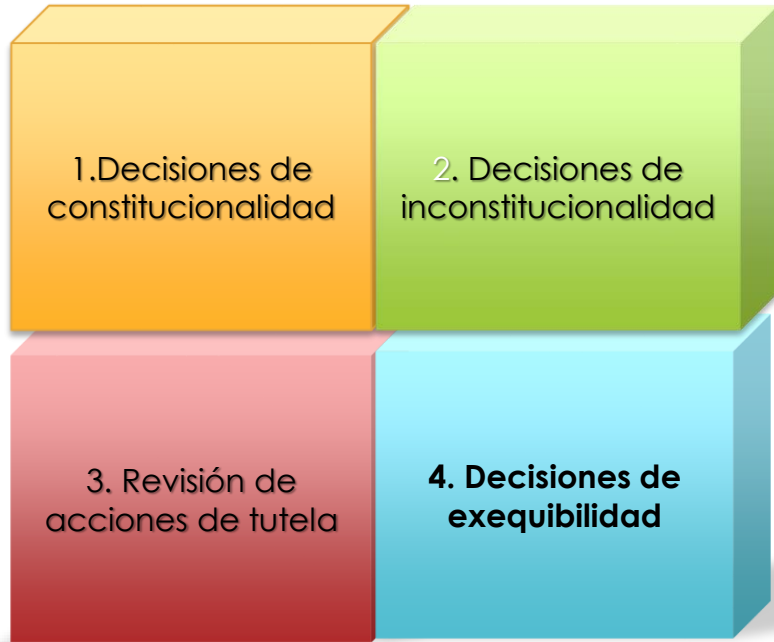 1.Decisiones de
constitucionalidad
2. Decisiones de
inconstitucionalidad
3. Revisión de
acciones de tutela
4. Decisiones de
exequibilidad